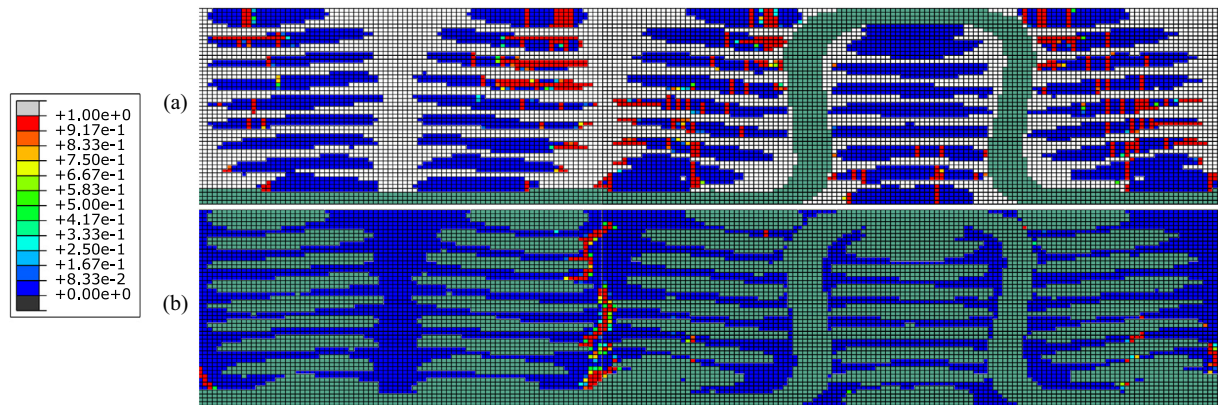 (a)
+1.00e+0
+9.17e-1
+8.33e-1
+7.50e-1
+6.67e-1
+5.83e-1
+5.00e-1
+4.17e-1
+3.33e-1
+2.50e-1
+1.67e-1
+8.33e-2
+0.00e+0
(b)